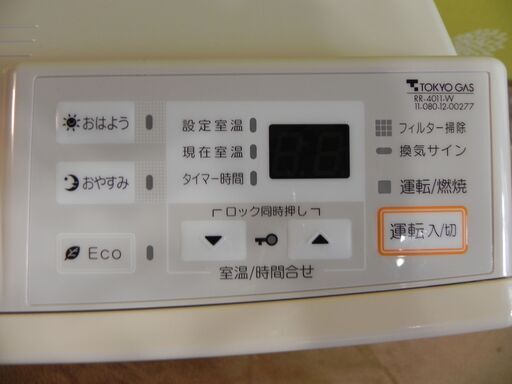 TOKYO GAS
RR-4011-W
11-080-12-00277
おはよう
おやすみ
Eco
設定室温
現在室温
タイマー時間
フィルター掃除
換気サイン
運転/燃焼
ロック同時押し
▼
▲
室温/時間合せ
運転入/切